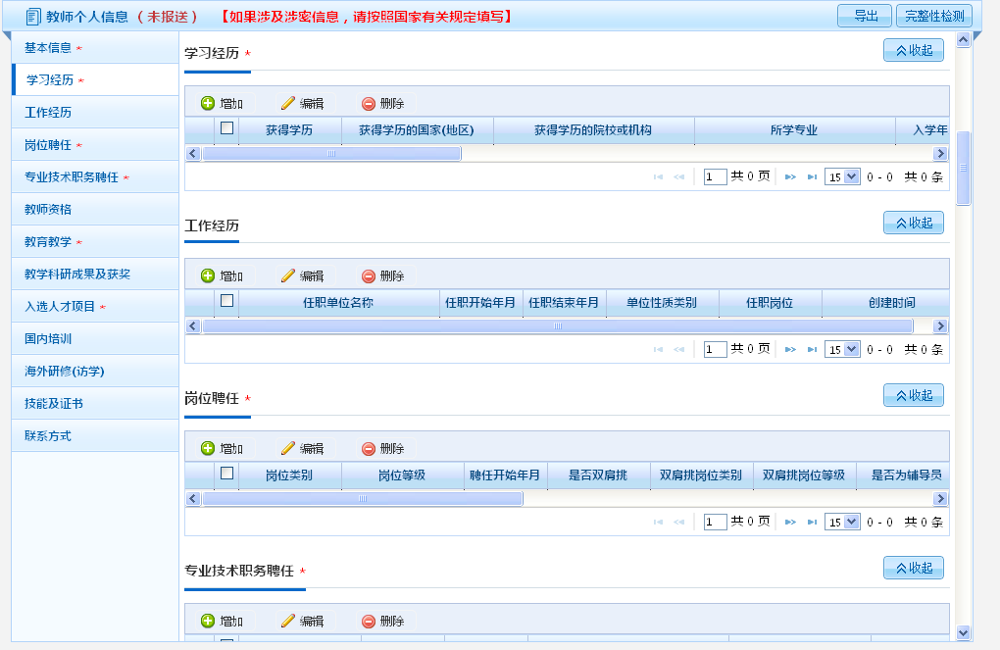 教师个人信息 （未报送） 【如果涉及涉密信息，请按照国家有关规定填写】 导出 完整性检测
基本信息 *
学习经历 *
工作经历
岗位聘任 *
专业技术职务聘任 *
教师资格
教育教学 *
教学科研成果及获奖
入选人才项目 *
国内培训
海外研修(访学)
技能及证书
联系方式
学习经历 * 收起
增加 编辑 删除
获得学历 获得学历的国家(地区) 获得学历的院校或机构 所学专业 入学年
1 共 0 页 15 0 - 0 共 0 条
工作经历 收起
增加 编辑 删除
任职单位名称 任职开始年月 任职结束年月 单位性质类别 任职岗位 创建时间
1 共 0 页 15 0 - 0 共 0 条
岗位聘任 * 收起
增加 编辑 删除
岗位类别 岗位等级 聘任开始年月 是否双肩挑 双肩挑岗位类别 双肩挑岗位等级 是否为辅导员
1 共 0 页 15 0 - 0 共 0 条
专业技术职务聘任 * 收起
增加 编辑 删除